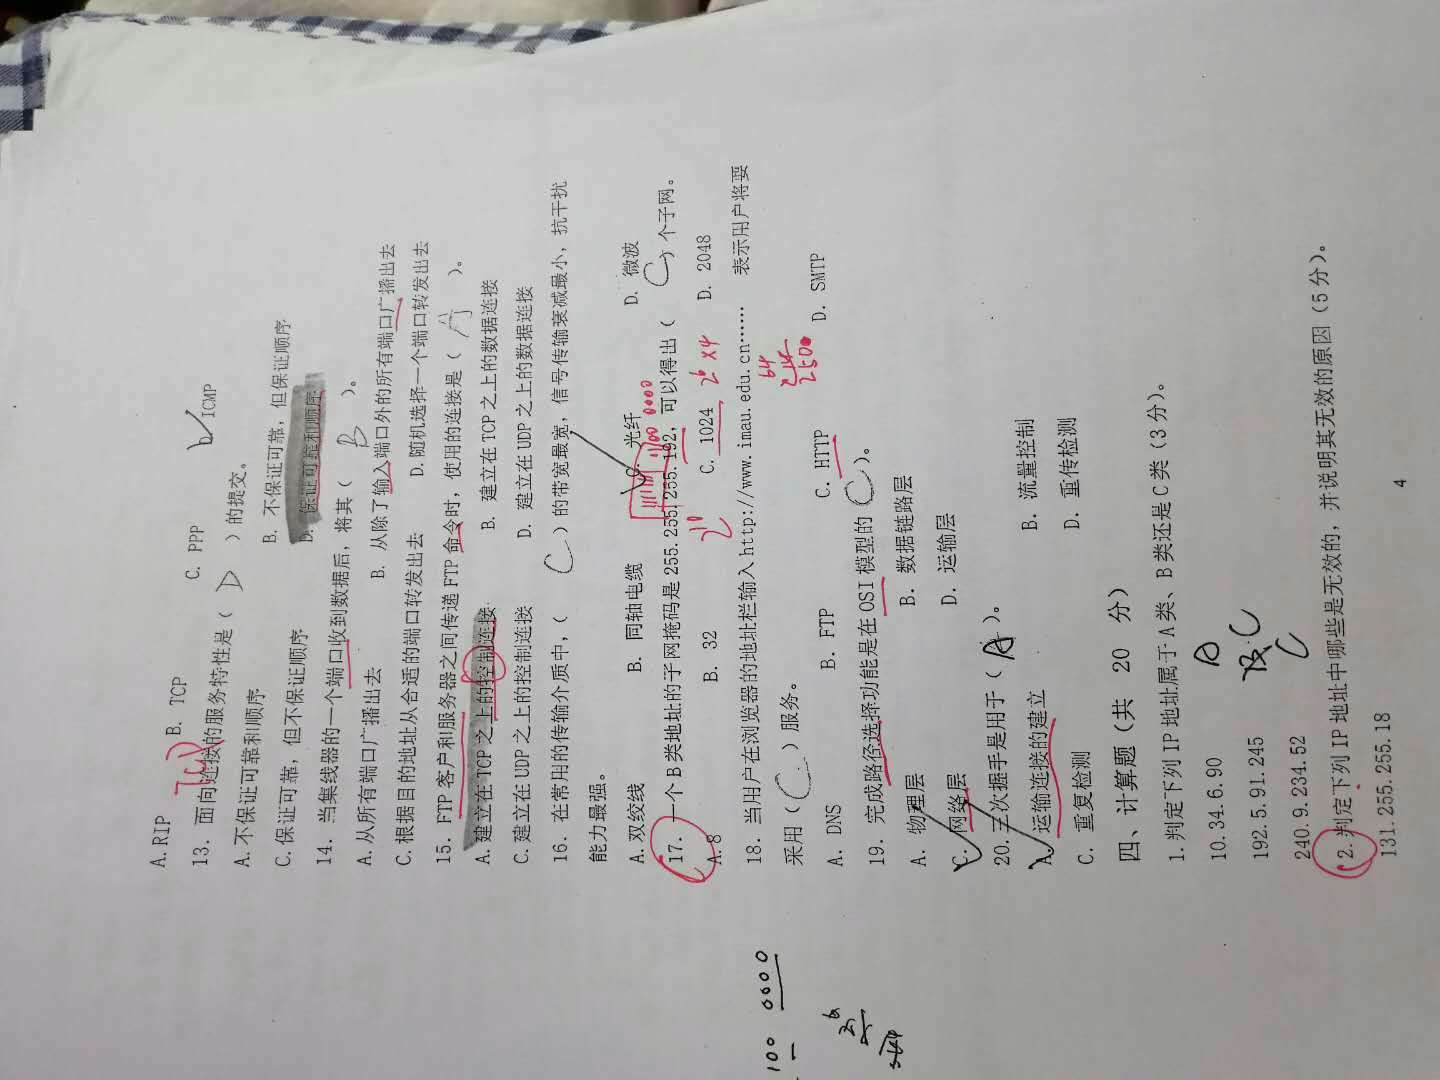 A.RIP B. TCP C. PPP D ICMP
TCP
13. 面向连接的服务特性是( D )的提交。
A.不保证可靠和顺序 B. 不保证可靠，但保证顺序
C.保证可靠，但不保证顺序 D. 保证可靠和顺序
14. 当集线器的一个端口收到数据后，将其( B )。
A.从所有端口广播出去 B. 从除了输入端口外的所有端口广播出去
C.根据目的地址从合适的端口转发出去 D.随机选择一个端口转发出去
15. FTP 客户和服务器之间传递 FTP 命令时，使用的连接是( A )。
A.建立在 TCP 之上的控制连接 B. 建立在 TCP 之上的数据连接
C.建立在 UDP 之上的控制连接 D. 建立在 UDP 之上的数据连接
16. 在常用的传输介质中，( C )的带宽最宽，信号传输衰减最小，抗干扰
能力最强。
A.双绞线 B. 同轴电缆 C. 光纤 D. 微波
1100 0000
17. 一个 B 类地址的子网掩码是 255.255.255.192，可以得出( C )个子网。
A.8 B. 32 2^10 C. 1024 2^6 ×4 D. 2048
18. 当用户在浏览器的地址栏输入 http://www.imau.edu.cn…… 表示用户将要
100 0000
64
采用( C )服务。
250
A. DNS B. FTP C. HTTP D. SMTP
19. 完成路径选择功能是在 OSI 模型的( C )。
A. 物理层 B. 数据链路层
C. 网络层 D. 运输层
20. 三次握手是用于( A )。
A. 运输连接的建立 B. 流量控制
C. 重复检测 D. 重传检测
四、计算题(共 20 分)
1.判定下列 IP 地址属于 A 类、B 类还是 C 类(3 分)。
10.34.6.90 A
192.5.91.245 C
240.9.234.52 C
2.判定下列 IP 地址中哪些是无效的，并说明其无效的原因(5 分)。
131.255.255.18
4